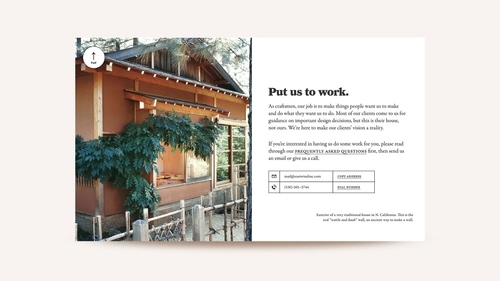 TOP
Put us to work.
As craftsmen, our job is to make things people want us to make
and do what they want us to do. Most of our clients come to us for
guidance on important design decisions, but this is their house,
not ours. We're here to make our clients' vision a reality.
If you're interested in having us do some work for you, please read
through our FREQUENTLY ASKED QUESTIONS first, then send us
an email or give us a call.
COPY ADDRESS
DIAL NUMBER
Exterior of a very traditional house in N. California. This is the
real "wattle and daub" wall, an ancient way to make a wall.